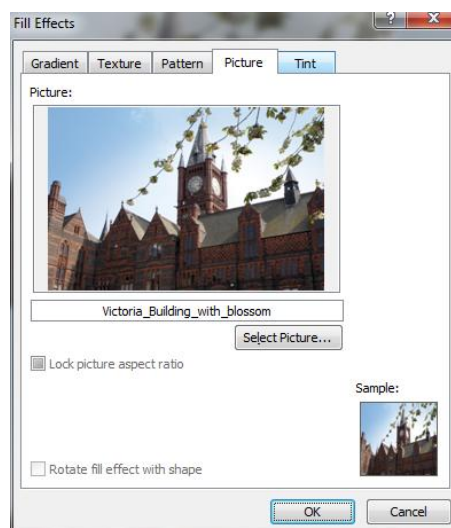 Fill Effects
Gradient Texture Pattern Picture Tint
Picture:
Victoria_Building_with_blossom
Select Picture...
Lock picture aspect ratio
Sample:
Rotate fill effect with shape
OK Cancel